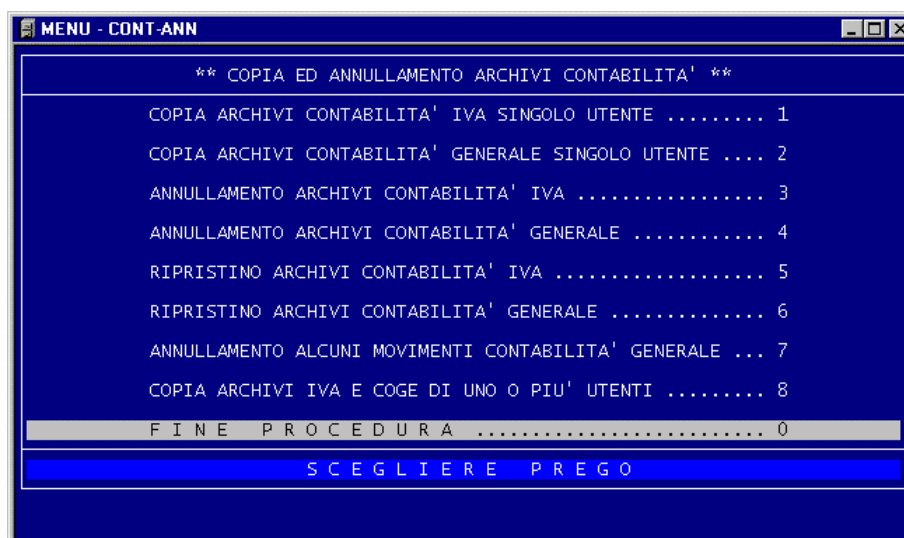 MENU - CONT-ANN
** COPIA ED ANNULLAMENTO ARCHIVI CONTABILITA' **
COPIA ARCHIVI CONTABILITA' IVA SINGOLO UTENTE ......... 1
COPIA ARCHIVI CONTABILITA' GENERALE SINGOLO UTENTE .... 2
ANNULLAMENTO ARCHIVI CONTABILITA' IVA ................. 3
ANNULLAMENTO ARCHIVI CONTABILITA' GENERALE ............ 4
RIPRISTINO ARCHIVI CONTABILITA' IVA ................... 5
RIPRISTINO ARCHIVI CONTABILITA' GENERALE .............. 6
ANNULLAMENTO ALCUNI MOVIMENTI CONTABILITA' GENERALE ... 7
COPIA ARCHIVI IVA E COGE DI UNO O PIU' UTENTI ......... 8
F I N E   P R O C E D U R A .......................... 0
S C E G L I E R E   P R E G O